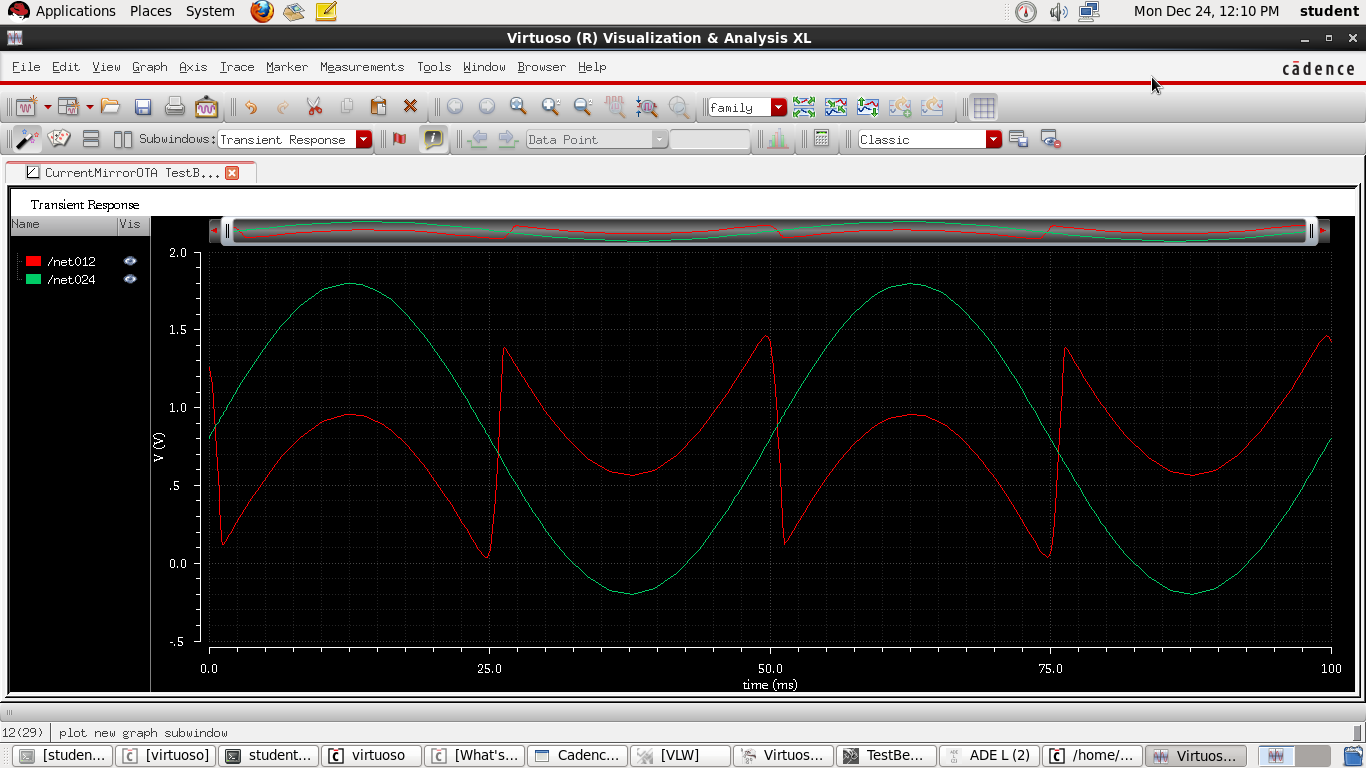 Applications Places System Mon Dec 24, 12:10 PM student
Virtuoso (R) Visualization & Analysis XL
File Edit View Graph Axis Trace Marker Measurements Tools Window Browser Help cādence
family
Subwindows: Transient Response Data Point Classic
CurrentMirrorOTA TestB...
Transient Response
Name Vis
/net012
/net024
2.0
1.5
1.0
.5
0.0
-.5
V (V)
0.0 25.0 50.0 75.0 100
time (ms)
12(29) plot new graph subwindow
[studen... [virtuoso] student... virtuoso [What's... Cadenc... [VLW] Virtuos... TestBe... ADE L (2) /home/... Virtuos...